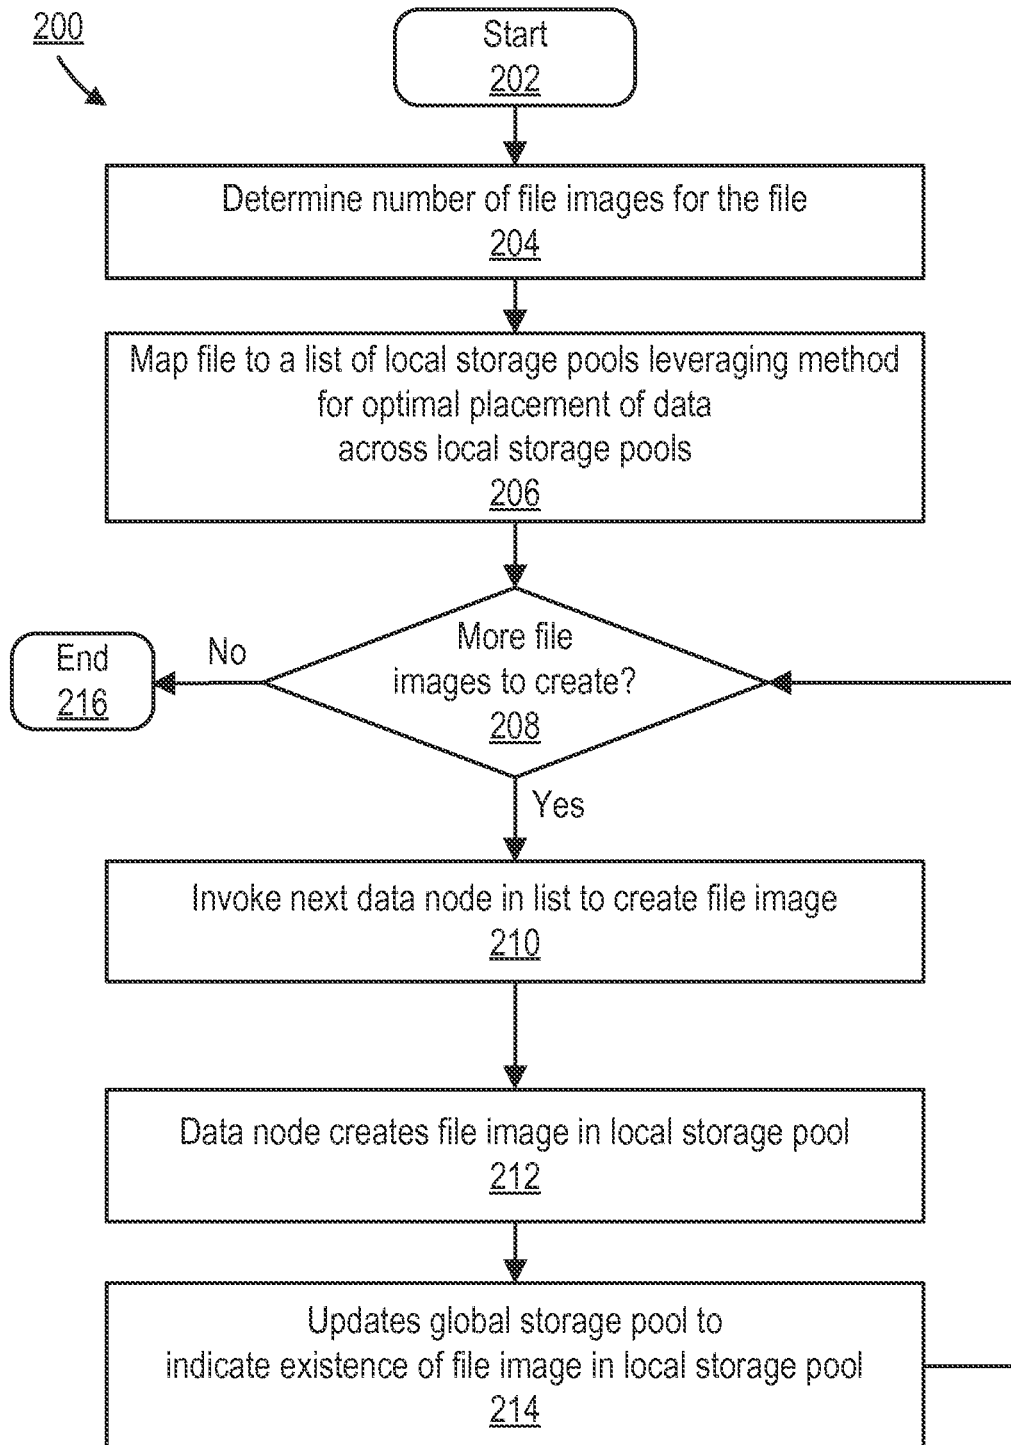 200
Start
202
Determine number of file images for the file
204
Map file to a list of local storage pools leveraging method
for optimal placement of data
across local storage pools
206
More file
images to create?
208
No
End
216
Yes
Invoke next data node in list to create file image
210
Data node creates file image in local storage pool
212
Updates global storage pool to
indicate existence of file image in local storage pool
214